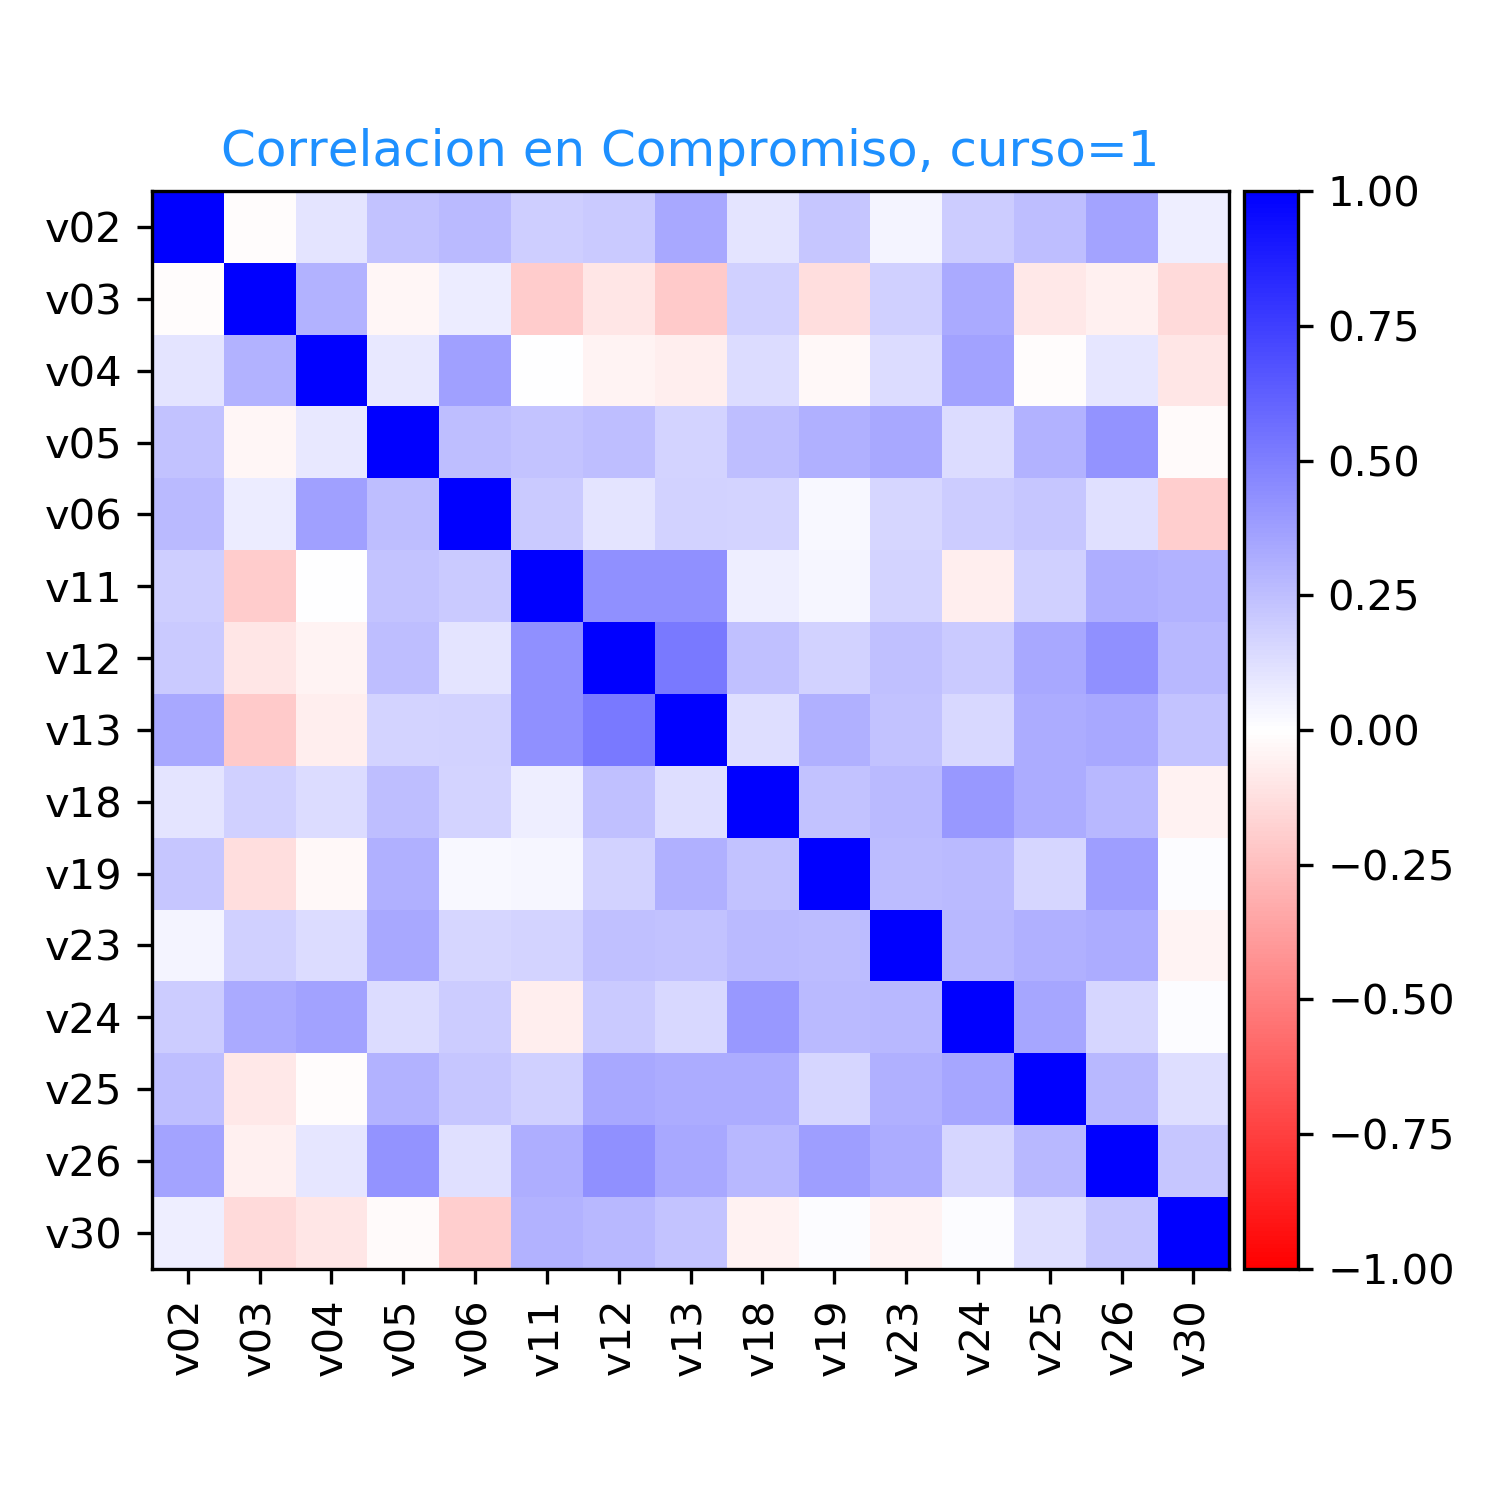 Correlacion en Compromiso, curso=1
v02
v03
v04
v05
v06
v11
v12
v13
v18
v19
v23
v24
v25
v26
v30
v02 v03 v04 v05 v06 v11 v12 v13 v18 v19 v23 v24 v25 v26 v30
1.00
0.75
0.50
0.25
0.00
−0.25
−0.50
−0.75
−1.00